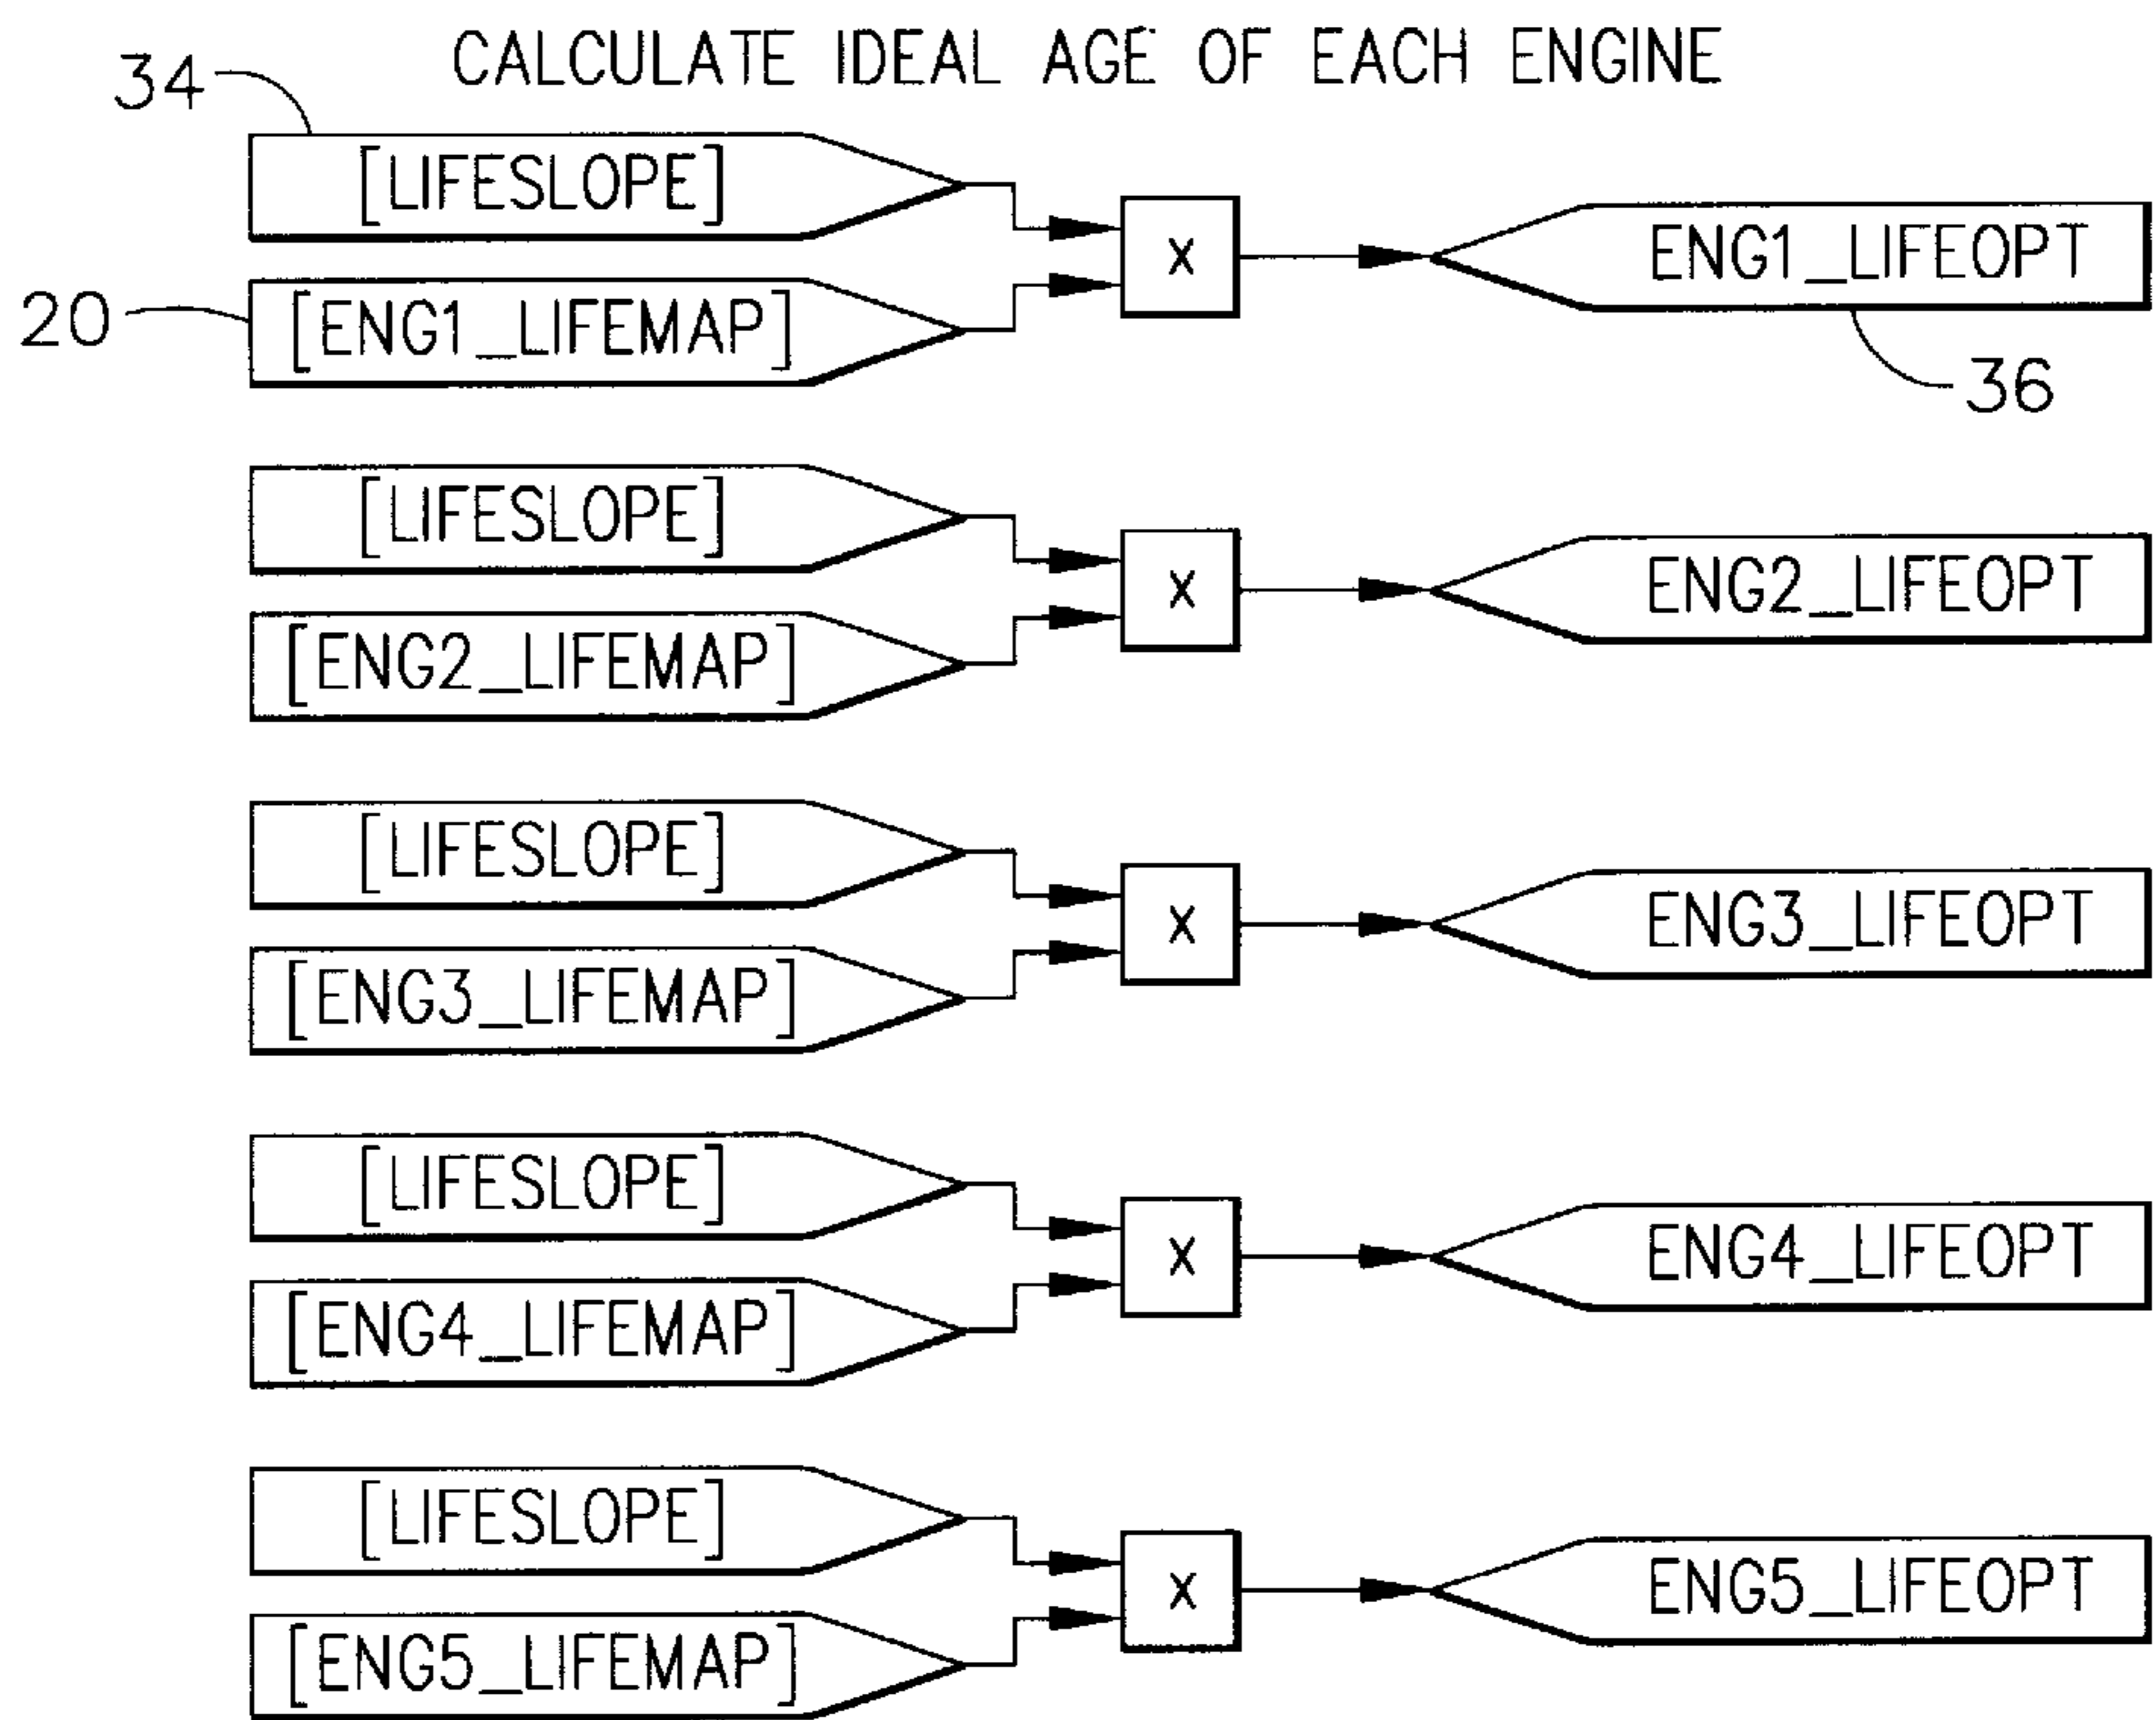 CALCULATE IDEAL AGE OF EACH ENGINE
34
[LIFESLOPE]
X
ENG1_LIFEOPT
20
[ENG1_LIFEMAP]
36
[LIFESLOPE]
X
ENG2_LIFEOPT
[ENG2_LIFEMAP]
[LIFESLOPE]
X
ENG3_LIFEOPT
[ENG3_LIFEMAP]
[LIFESLOPE]
X
ENG4_LIFEOPT
[ENG4_LIFEMAP]
[LIFESLOPE]
X
ENG5_LIFEOPT
[ENG5_LIFEMAP]